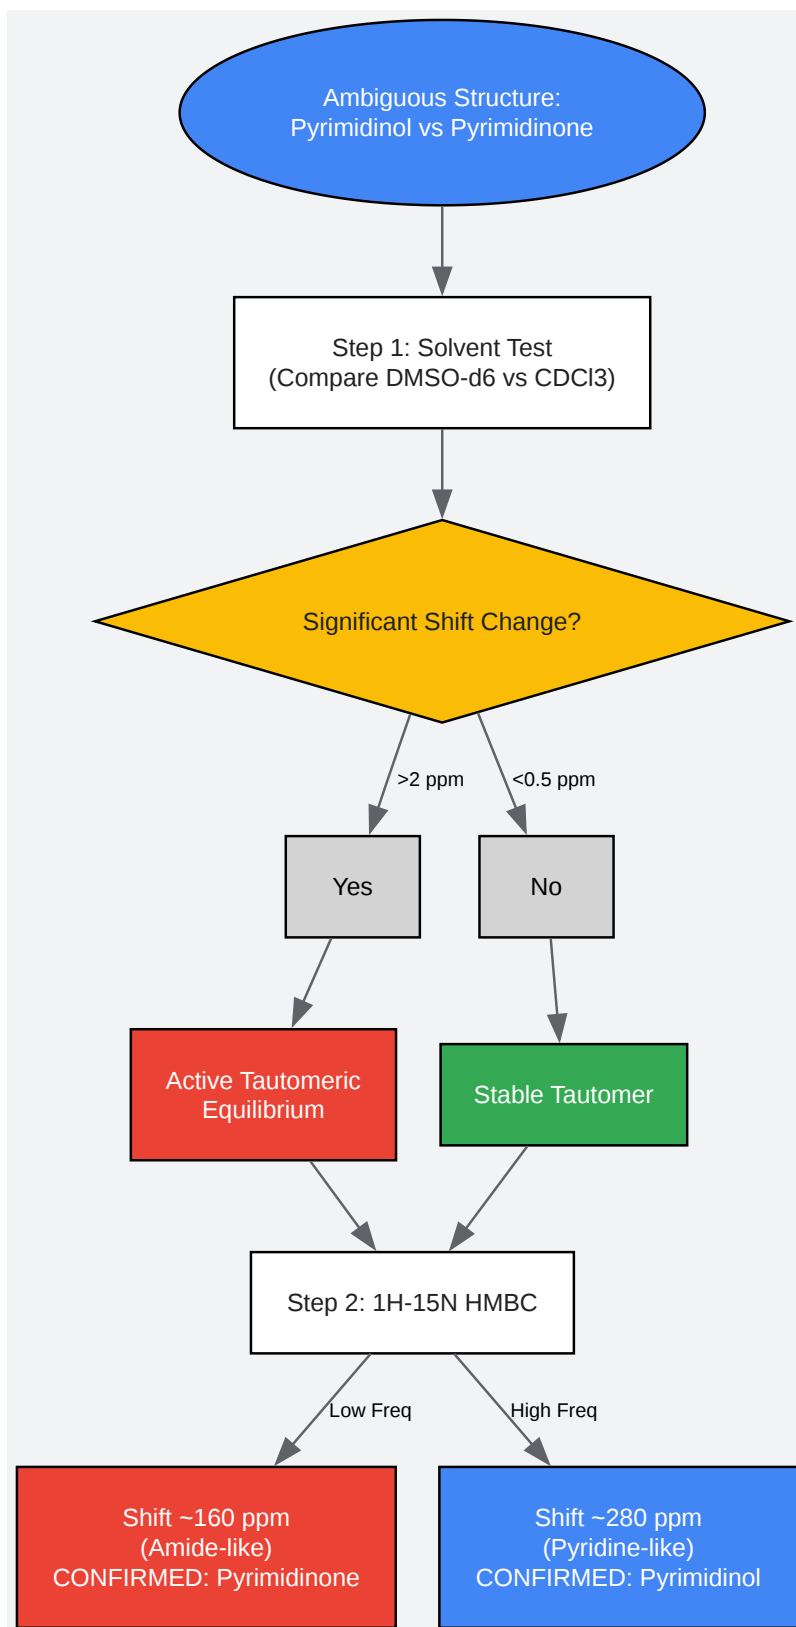 Ambiguous Structure:
Pyrimidinol vs Pyrimidinone
Step 1: Solvent Test
(Compare DMSO-d6 vs CDCl3)
Significant Shift Change?
>2 ppm
<0.5 ppm
Yes
No
Active Tautomeric
Equilibrium
Stable Tautomer
Step 2: 1H-15N HMBC
Low Freq
High Freq
Shift ~160 ppm
(Amide-like)
CONFIRMED: Pyrimidinone
Shift ~280 ppm
(Pyridine-like)
CONFIRMED: Pyrimidinol